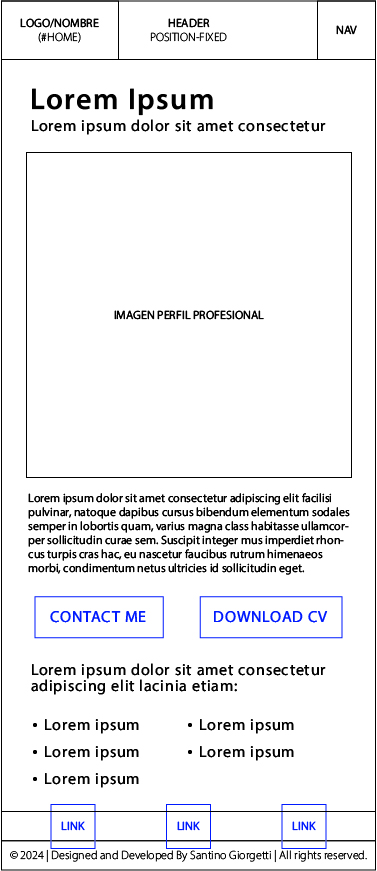 LOGO/NOMBRE
(#HOME)
HEADER
POSITION-FIXED
NAV
Lorem Ipsum
Lorem ipsum dolor sit amet consectetur
IMAGEN PERFIL PROFESIONAL
Lorem ipsum dolor sit amet consectetur adipiscing elit facilisi
pulvinar, natoque dapibus cursus bibendum elementum sodales
semper in lobortis quam, varius magna class habitasse ullamcor-
per sollicitudin curae sem. Suscipit integer mus imperdiet rhon-
cus turpis cras hac, eu nascetur faucibus rutrum himenaeos
morbi, condimentum netus ultricies id sollicitudin eget.
CONTACT ME
DOWNLOAD CV
Lorem ipsum dolor sit amet consectetur
adipiscing elit lacinia etiam:
• Lorem ipsum
• Lorem ipsum
• Lorem ipsum
• Lorem ipsum
• Lorem ipsum
LINK
LINK
LINK
© 2024 | Designed and Developed By Santino Giorgetti | All rights reserved.